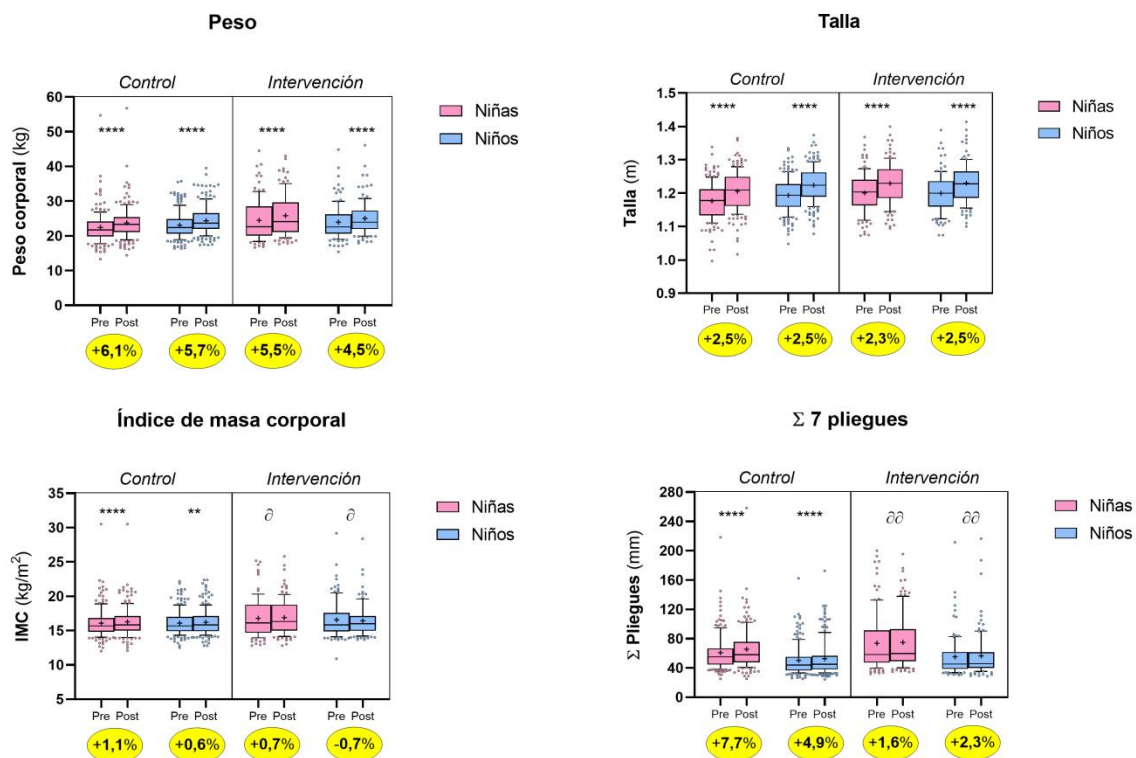 Peso
Control
Intervención
Peso corporal (kg)
60
50
40
30
20
10
0
****
****
****
****
Niñas
Niños
Pre Post
Pre Post
Pre Post
Pre Post
+6,1%
+5,7%
+5,5%
+4,5%
Talla
Control
Intervención
Talla (m)
1.5
1.4
1.3
1.2
1.1
1.0
0.9
****
****
****
****
Niñas
Niños
Pre Post
Pre Post
Pre Post
Pre Post
+2,5%
+2,5%
+2,3%
+2,5%
Índice de masa corporal
Control
Intervención
IMC (kg/m²)
35
30
25
20
15
10
5
****
**
∂
∂
Niñas
Niños
Pre Post
Pre Post
Pre Post
Pre Post
+1,1%
+0,6%
+0,7%
-0,7%
Σ 7 pliegues
Control
Intervención
Σ Pliegues (mm)
280
240
200
160
120
80
40
0
****
****
∂∂
∂∂
Niñas
Niños
Pre Post
Pre Post
Pre Post
Pre Post
+7,7%
+4,9%
+1,6%
+2,3%